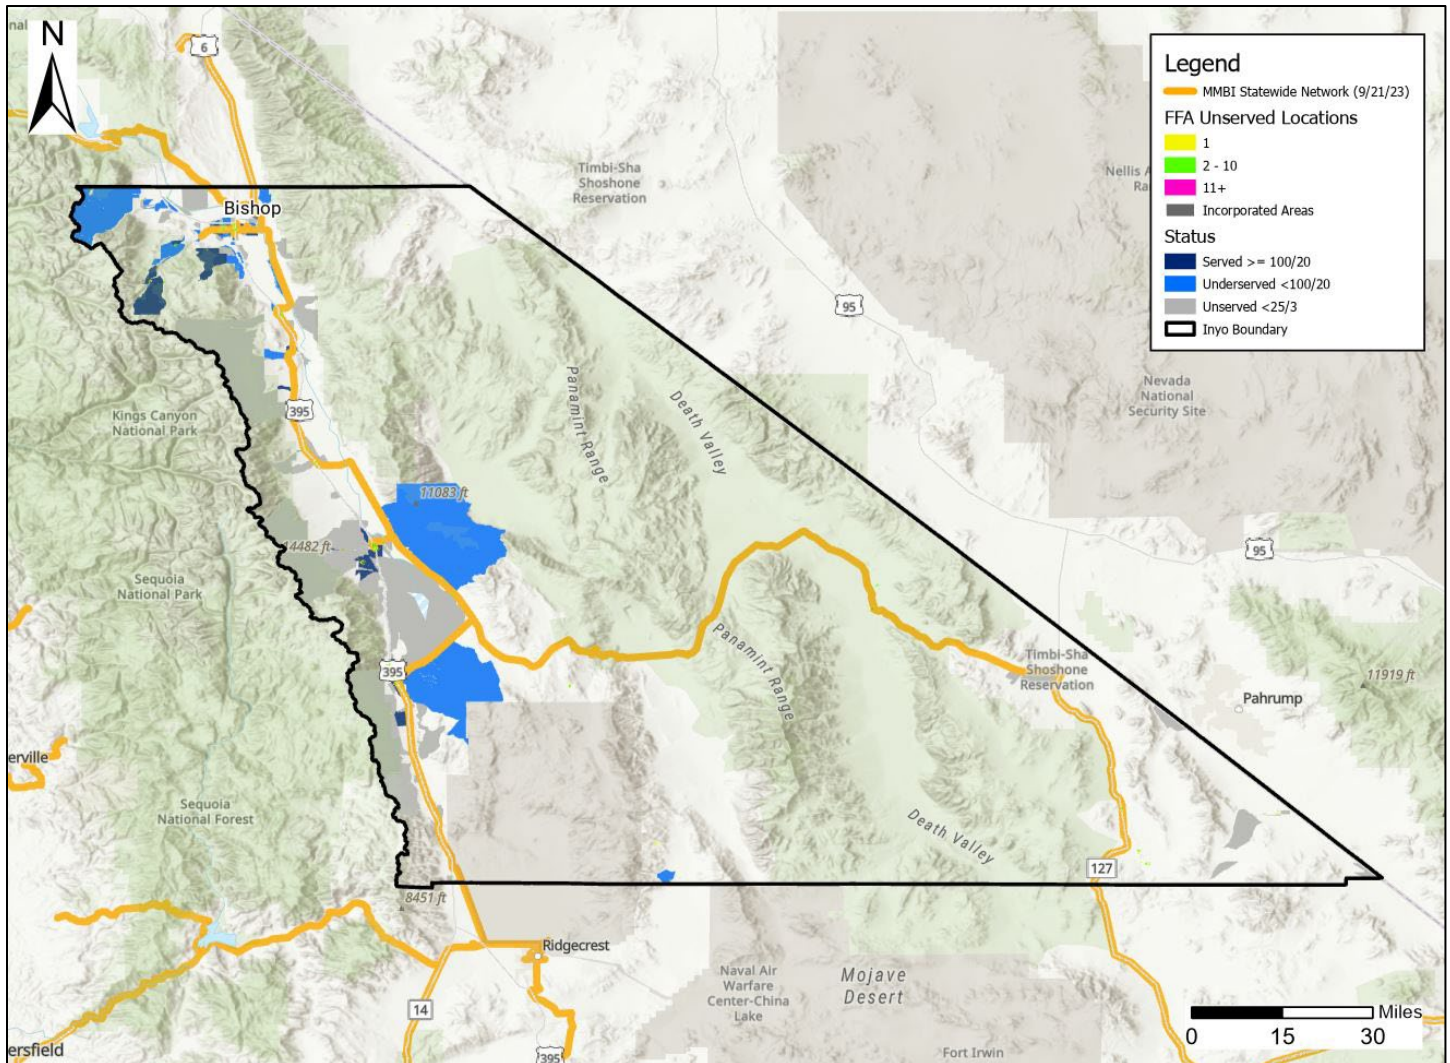 nal
N
6
Legend
MMBI Statewide Network (9/21/23)
FFA Unserved Locations
1
2 - 10
11+
Incorporated Areas
Status
Served >= 100/20
Underserved <100/20
Unserved <25/3
Inyo Boundary
Timbi-Sha
Shoshone
Reservation
Nellis A
Ra
Bishop
95
Nevada
National
Security Site
Kings Canyon
National Park
395
Panamint Range
Death Valley
11083 ft
14482 ft
95
Sequoia
National Park
Panamint Range
Timbi-Sha
Shoshone
Reservation
395
11919 ft
Pahrump
erville
Sequoia
National Forest
Death Valley
127
8451 ft
Ridgecrest
Naval Air
Warfare
Center-China
Lake
Mojave
Desert
14
ersfield
395
Fort Irwin
Miles
0 15 30